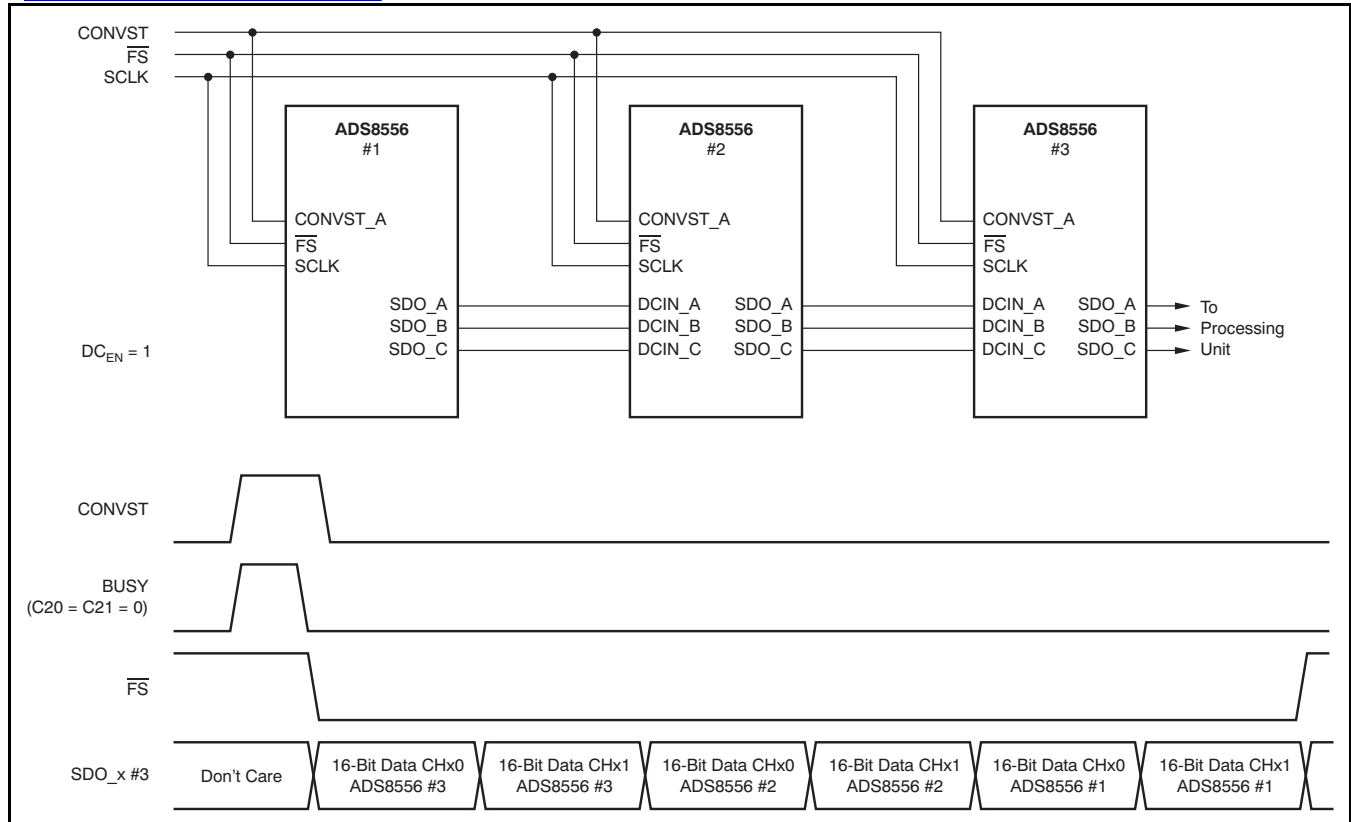 CONVST
FS
SCLK
ADS8556
#1
ADS8556
#2
ADS8556
#3
CONVST_A
FS
SCLK
CONVST_A
FS
SCLK
CONVST_A
FS
SCLK
SDO_A
SDO_B
SDO_C
DCIN_A
DCIN_B
DCIN_C
SDO_A
SDO_B
SDO_C
DCIN_A
DCIN_B
DCIN_C
SDO_A
SDO_B
SDO_C
To
Processing
Unit
DCEN = 1
CONVST
BUSY
(C20 = C21 = 0)
FS
SDO_x #3
Don't Care
16-Bit Data CHx0
ADS8556 #3
16-Bit Data CHx1
ADS8556 #3
16-Bit Data CHx0
ADS8556 #2
16-Bit Data CHx1
ADS8556 #2
16-Bit Data CHx0
ADS8556 #1
16-Bit Data CHx1
ADS8556 #1